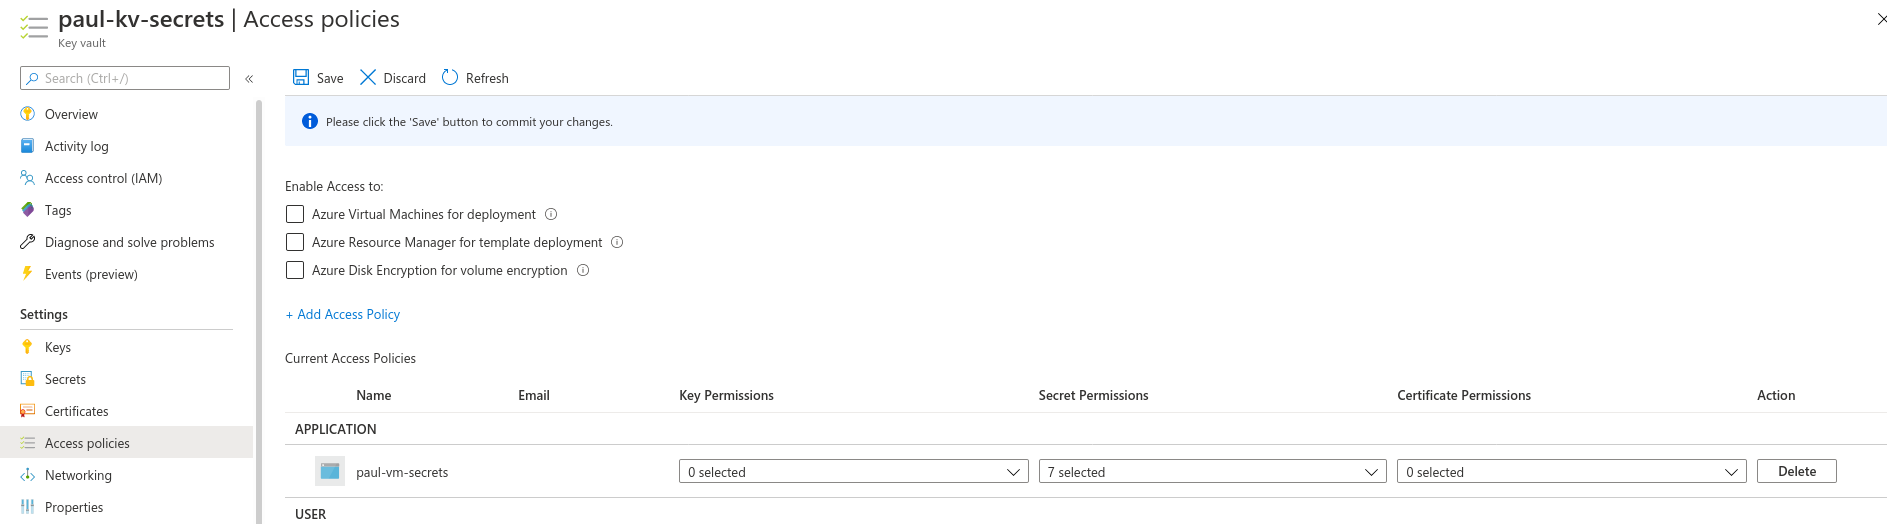 paul-kv-secrets | Access policies
Key vault
Search (Ctrl+/)
«
Overview
Activity log
Access control (IAM)
Tags
Diagnose and solve problems
Events (preview)
Settings
Keys
Secrets
Certificates
Access policies
Networking
Properties
Save Discard Refresh
Please click the 'Save' button to commit your changes.
Enable Access to:
Azure Virtual Machines for deployment
Azure Resource Manager for template deployment
Azure Disk Encryption for volume encryption
+ Add Access Policy
Current Access Policies
Name Email Key Permissions Secret Permissions Certificate Permissions Action
APPLICATION
paul-vm-secrets 0 selected 7 selected 0 selected Delete
USER